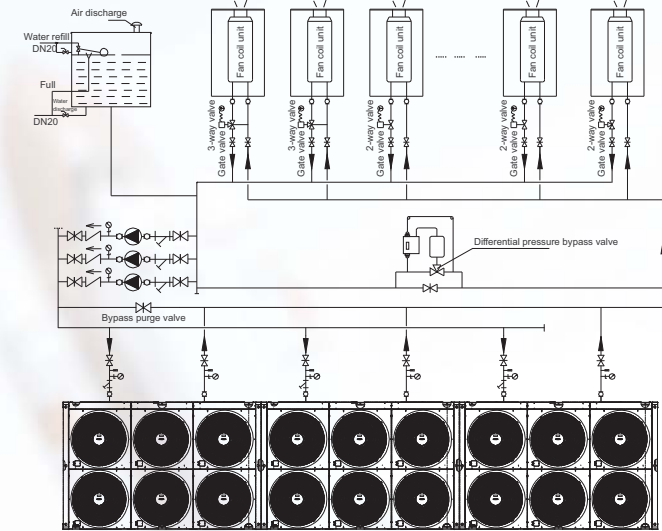 Air discharge
Water refill
DN20
Full
Water
discharge
DN20
Fan coil unit
Fan coil unit
Fan coil unit
Fan coil unit
Fan coil unit
3-way valve
Gate valve
3-way valve
Gate valve
2-way valve
Gate valve
2-way valve
Gate valve
2-way valve
Gate valve
Differential pressure bypass valve
Bypass purge valve